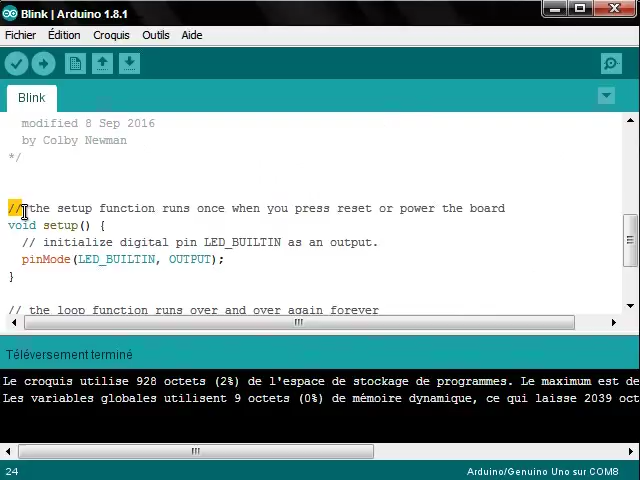 Blink | Arduino 1.8.1
Fichier Édition Croquis Outils Aide
Blink
modified 8 Sep 2016
by Colby Newman
*/
// the setup function runs once when you press reset or power the board
void setup() {
// initialize digital pin LED_BUILTIN as an output.
pinMode(LED_BUILTIN, OUTPUT);
}
// the loop function runs over and over again forever
Téléversement terminé
Le croquis utilise 928 octets (2%) de l'espace de stockage de programmes. Le maximum est de
Les variables globales utilisent 9 octets (0%) de mémoire dynamique, ce qui laisse 2039 oct
24 Arduino/Genuino Uno sur COM8